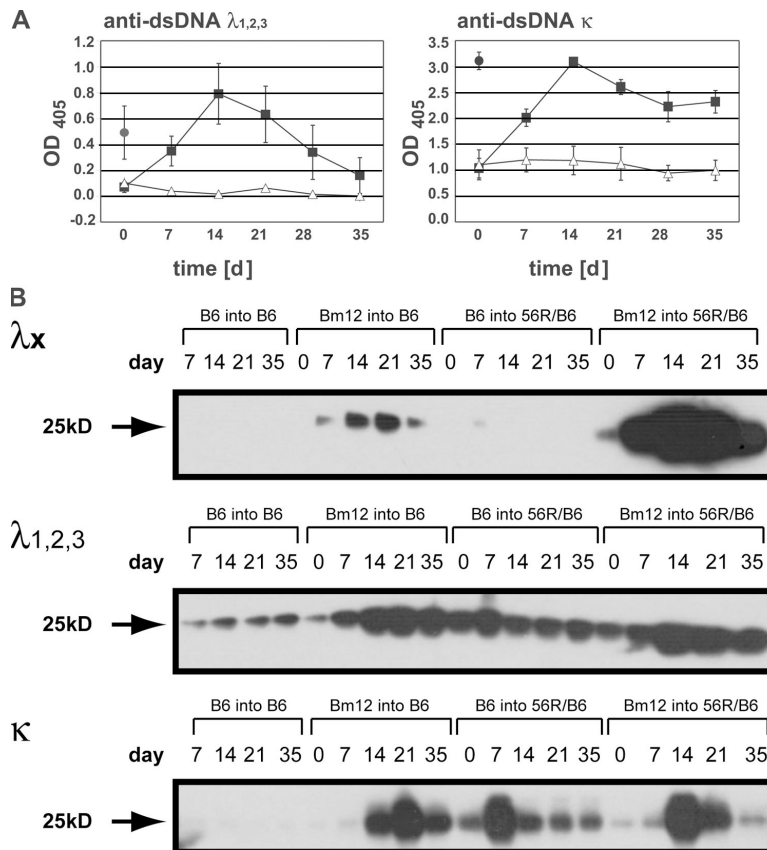 A
anti-dsDNA λ1,2,3
anti-dsDNA κ
OD 405
1.2
1.0
0.8
0.6
0.4
0.2
0.0
-0.2
0 7 14 21 28 35
time [d]
OD 405
3.5
3.0
2.5
2.0
1.5
1.0
0.5
0.0
0 7 14 21 28 35
time [d]
B
λx
B6 into B6 Bm12 into B6 B6 into 56R/B6 Bm12 into 56R/B6
day 7 14 21 35 0 7 14 21 35 0 7 14 21 35 0 7 14 21 35
25kD
λ1,2,3
B6 into B6 Bm12 into B6 B6 into 56R/B6 Bm12 into 56R/B6
day 7 14 21 35 0 7 14 21 35 0 7 14 21 35 0 7 14 21 35
25kD
κ
B6 into B6 Bm12 into B6 B6 into 56R/B6 Bm12 into 56R/B6
day 7 14 21 35 0 7 14 21 35 0 7 14 21 35 0 7 14 21 35
25kD